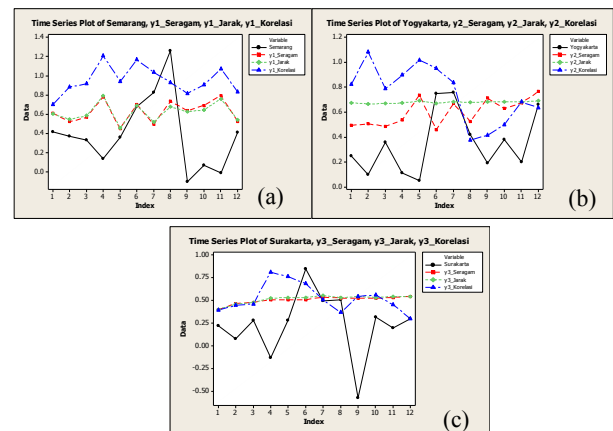 Time Series Plot of Semarang, y1_Seragam, y1_Jarak, y1_Korelasi
1.4
1.2
1.0
0.8
0.6
0.4
0.2
0.0
Data
1 2 3 4 5 6 7 8 9 10 11 12
Index
Variable
Semarang
y1_Seragam
y1_Jarak
y1_Korelasi
(a)
Time Series Plot of Yogyakarta, y2_Seragam, y2_Jarak, y2_Korelasi
1.2
1.0
0.8
0.6
0.4
0.2
0.0
Data
1 2 3 4 5 6 7 8 9 10 11 12
Index
Variable
Yogyakarta
y2_Seragam
y2_Jarak
y2_Korelasi
(b)
Time Series Plot of Surakarta, y3_Seragam, y3_Jarak, y3_Korelasi
1.00
0.75
0.50
0.25
0.00
-0.25
-0.50
Data
1 2 3 4 5 6 7 8 9 10 11 12
Index
Variable
Surakarta
y3_Seragam
y3_Jarak
y3_Korelasi
(c)